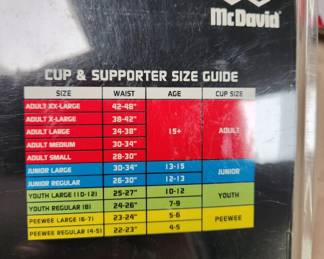 McDavid
CUP & SUPPORTER SIZE GUIDE
SIZE WAIST AGE CUP SIZE
ADULT XX-LARGE 42-48"
ADULT X-LARGE 38-42"
ADULT LARGE 34-38" 15+ ADULT
ADULT MEDIUM 30-34"
ADULT SMALL 28-30"
JUNIOR LARGE 30-34" 13-15 JUNIOR
JUNIOR REGULAR 26-30" 12-13
YOUTH LARGE (10-12) 25-27" 10-12 YOUTH
YOUTH REGULAR (8) 24-26" 7-9
PEEWEE LARGE (6-7) 23-24" 5-6 PEEWEE
PEEWEE REGULAR (4-5) 22-23" 4-5